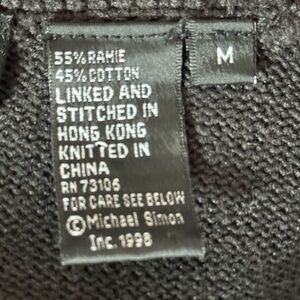 55% RAMIE
45% COTTON
LINKED AND
STITCHED IN
HONG KONG
KNITTED IN
CHINA
RN 73106
FOR CARE SEE BELOW
©Michael Simon
Inc. 1998
M